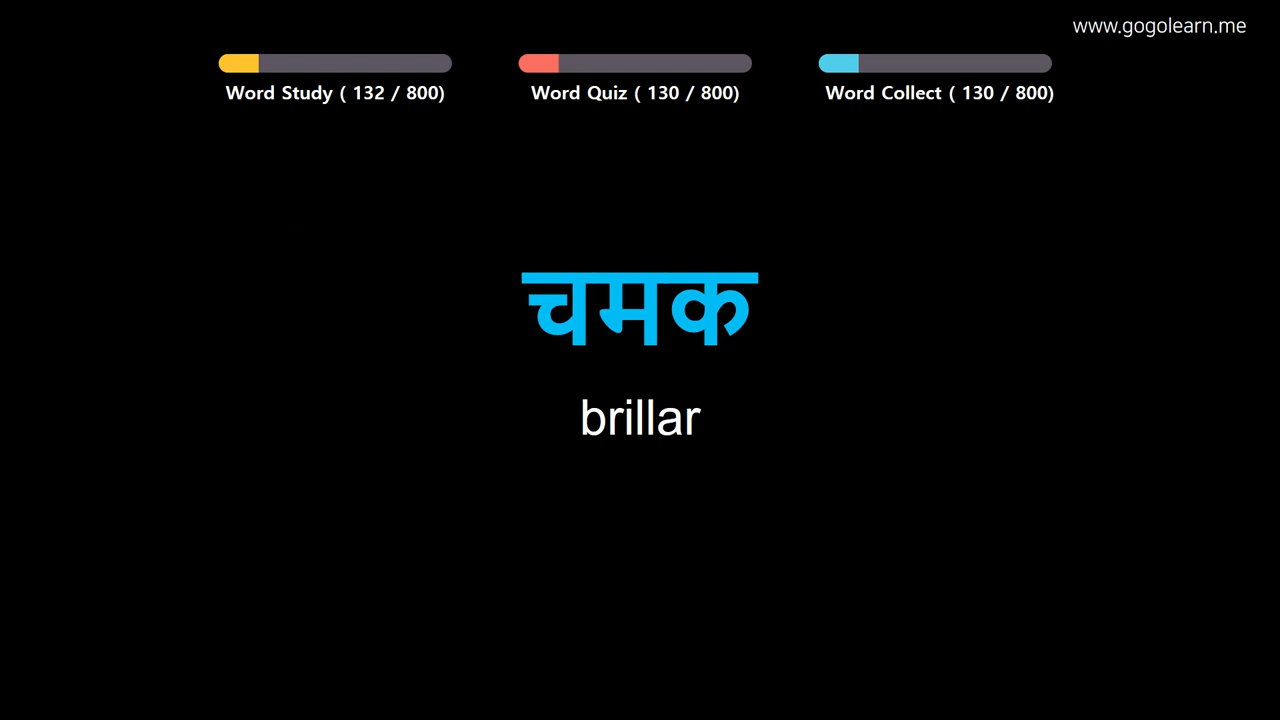 www.gogolearn.me
Word Study ( 132 / 800)
Word Quiz ( 130 / 800)
Word Collect ( 130 / 800)
चमक
brillar